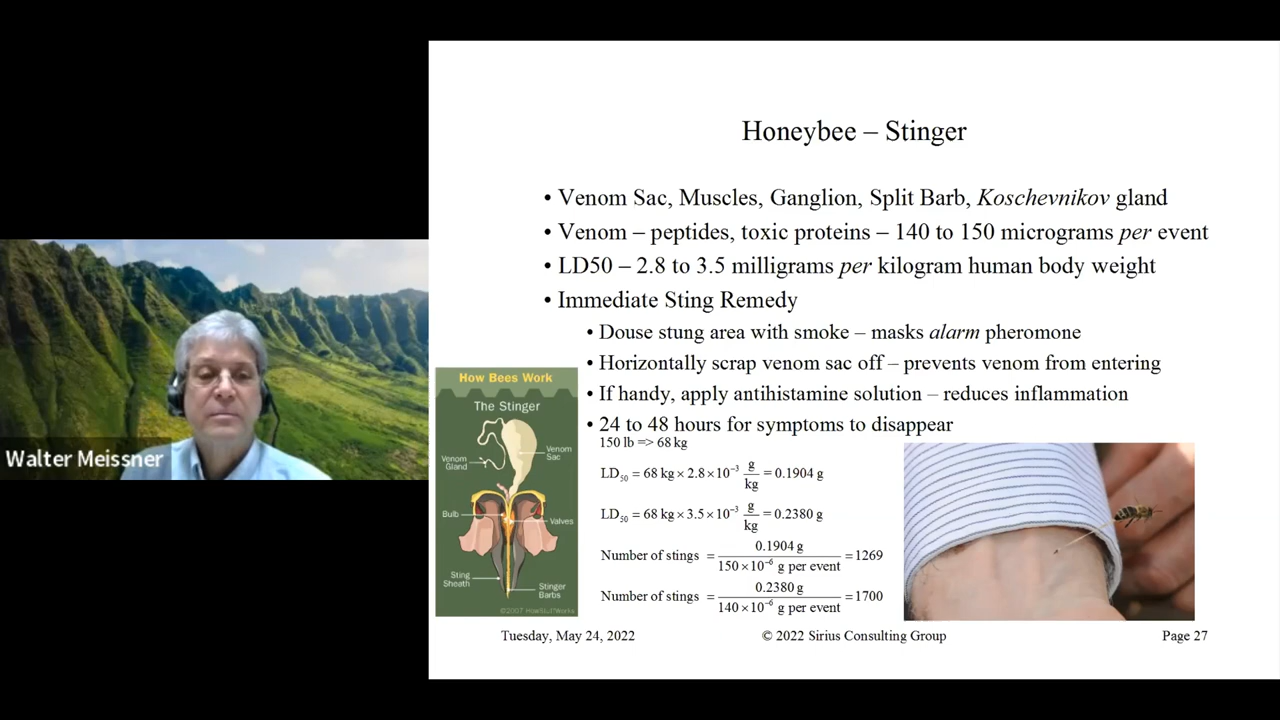 Honeybee – Stinger
• Venom Sac, Muscles, Ganglion, Split Barb, Koschevnikov gland
• Venom – peptides, toxic proteins – 140 to 150 micrograms per event
• LD50 – 2.8 to 3.5 milligrams per kilogram human body weight
• Immediate Sting Remedy
• Douse stung area with smoke – masks alarm pheromone
• Horizontally scrap venom sac off – prevents venom from entering
• If handy, apply antihistamine solution – reduces inflammation
• 24 to 48 hours for symptoms to disappear
150 lb => 68 kg
LD₅₀ = 68 kg × 2.8×10⁻³ g/kg = 0.1904 g
LD₅₀ = 68 kg × 3.5×10⁻³ g/kg = 0.2380 g
Number of stings = 0.1904 g / 150×10⁻⁶ g per event = 1269
Number of stings = 0.2380 g / 140×10⁻⁶ g per event = 1700
How Bees Work
The Stinger
Venom Gland
Venom Sac
Bulb
Valves
Sting Sheath
Stinger Barbs
©2007 HowStuffWorks
Walter Meissner
Tuesday, May 24, 2022
© 2022 Sirius Consulting Group
Page 27